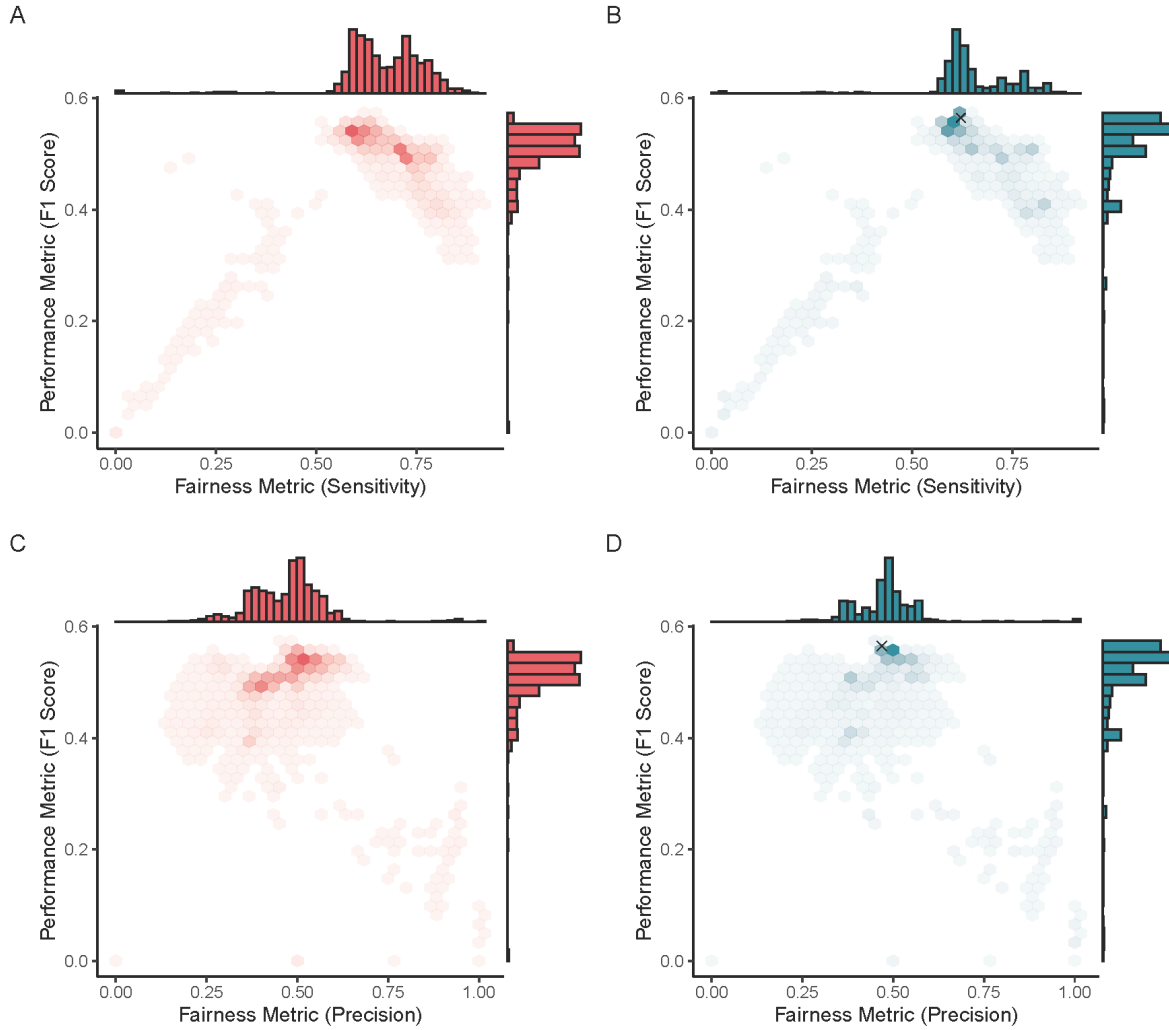 A
B
0.6
0.4
0.2
0.0
Performance Metric (F1 Score)
0.00 0.25 0.50 0.75
Fairness Metric (Sensitivity)
0.6
0.4
0.2
0.0
Performance Metric (F1 Score)
0.00 0.25 0.50 0.75
Fairness Metric (Sensitivity)
C
D
0.6
0.4
0.2
0.0
Performance Metric (F1 Score)
0.00 0.25 0.50 0.75 1.00
Fairness Metric (Precision)
0.6
0.4
0.2
0.0
Performance Metric (F1 Score)
0.00 0.25 0.50 0.75 1.00
Fairness Metric (Precision)